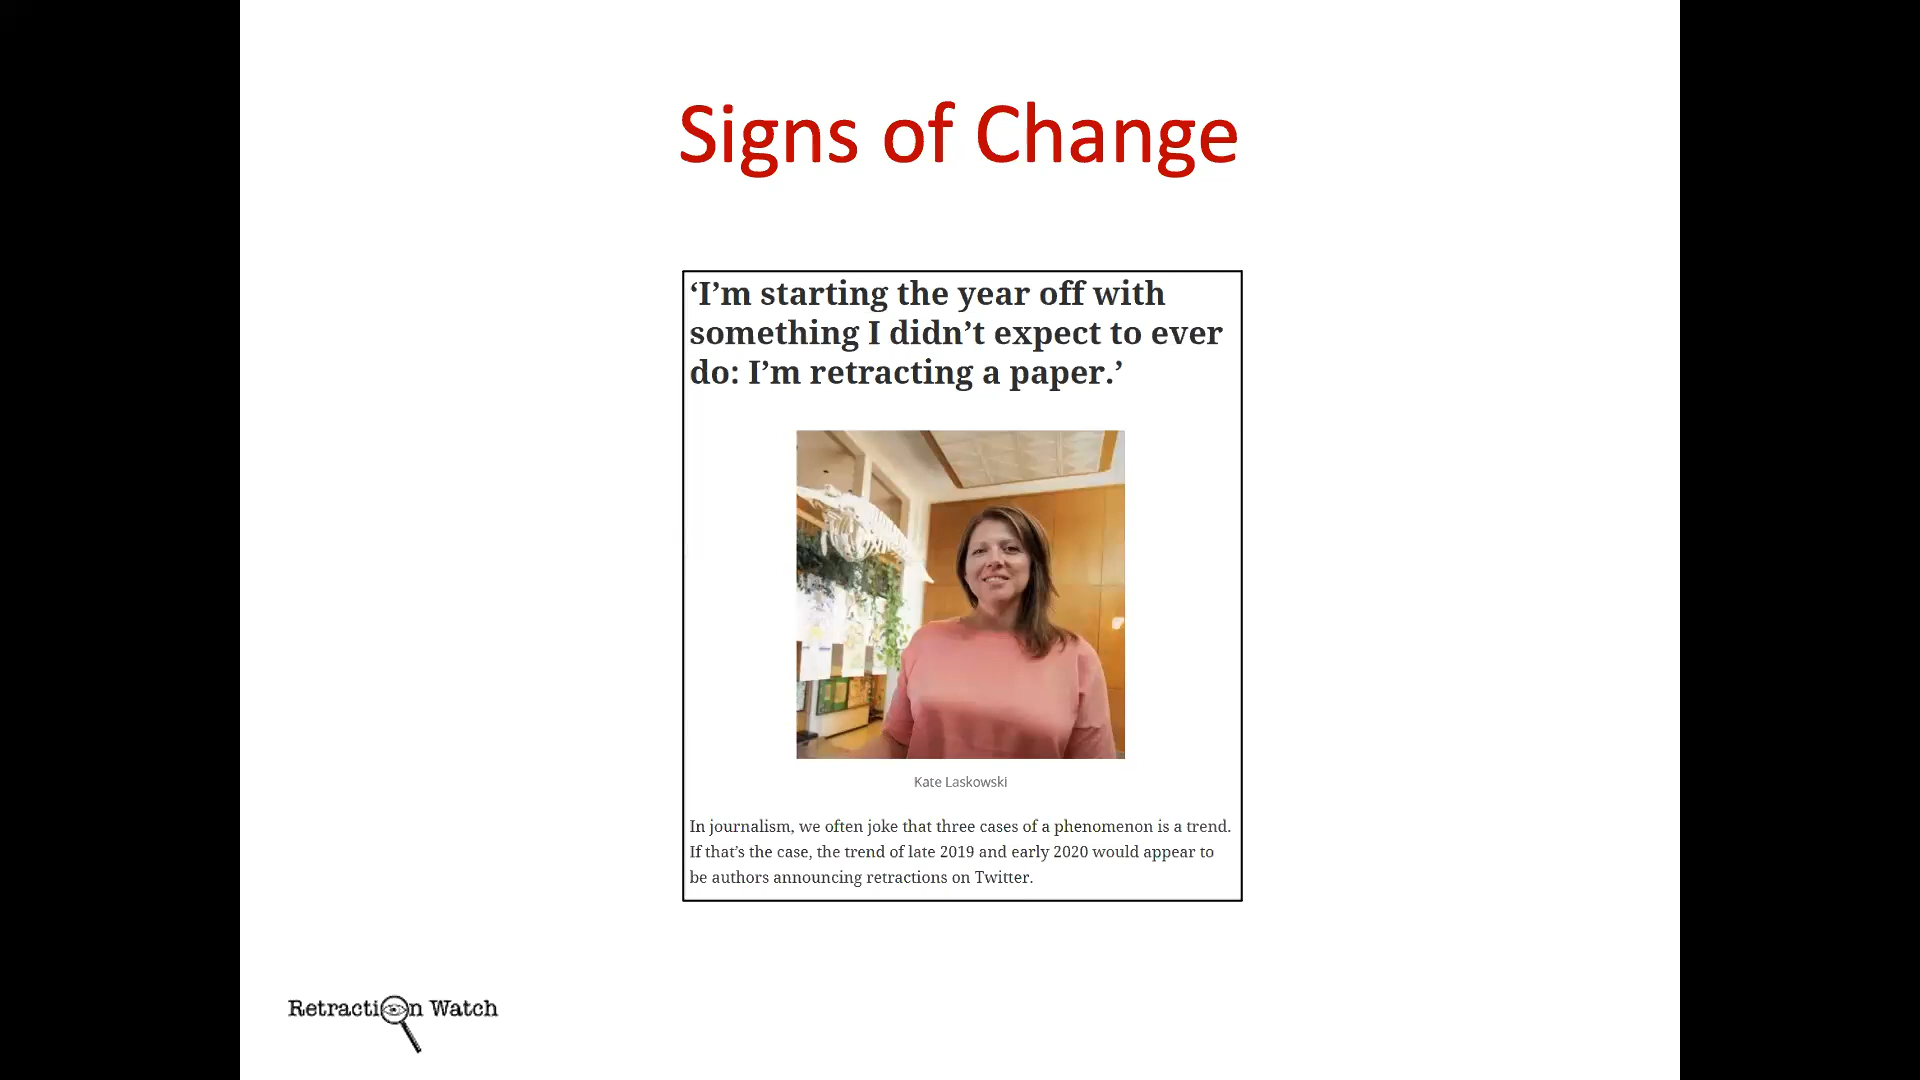 Signs of Change
‘I’m starting the year off with
something I didn’t expect to ever
do: I’m retracting a paper.’
Kate Laskowski
In journalism, we often joke that three cases of a phenomenon is a trend.
If that’s the case, the trend of late 2019 and early 2020 would appear to
be authors announcing retractions on Twitter.
Retraction Watch